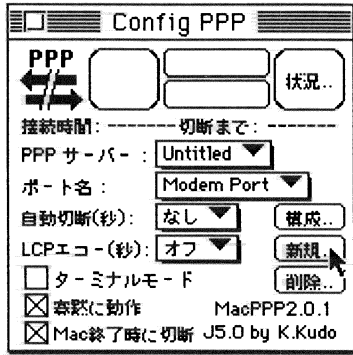 Config PPP
PPP
状況..
接続時間: --------切断まで: --------
PPP サーバー : Untitled
ポート名 : Modem Port
自動切断(秒): なし 構成..
LCPエコー(秒): オフ 新規..
ターミナルモード 削除..
寡黙に動作 MacPPP2.0.1
Mac終了時に切断 J5.0 by K.Kudo